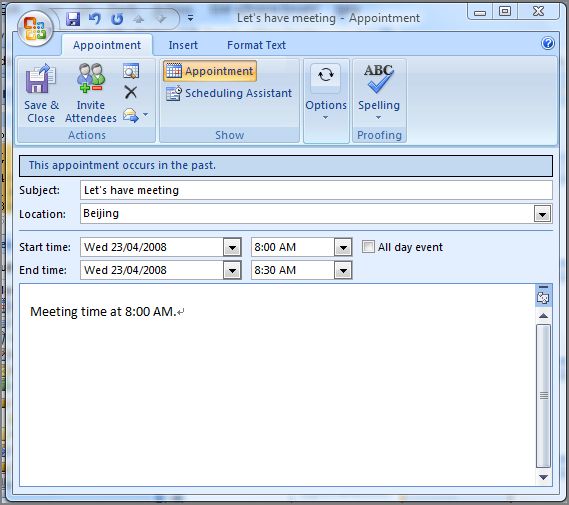 Let's have meeting - Appointment
Appointment Insert Format Text
Save & Close
Invite Attendees
Actions
Appointment
Scheduling Assistant
Show
Options
ABC
Spelling
Proofing
This appointment occurs in the past.
Subject: Let's have meeting
Location: Beijing
Start time: Wed 23/04/2008 8:00 AM All day event
End time: Wed 23/04/2008 8:30 AM
Meeting time at 8:00 AM.